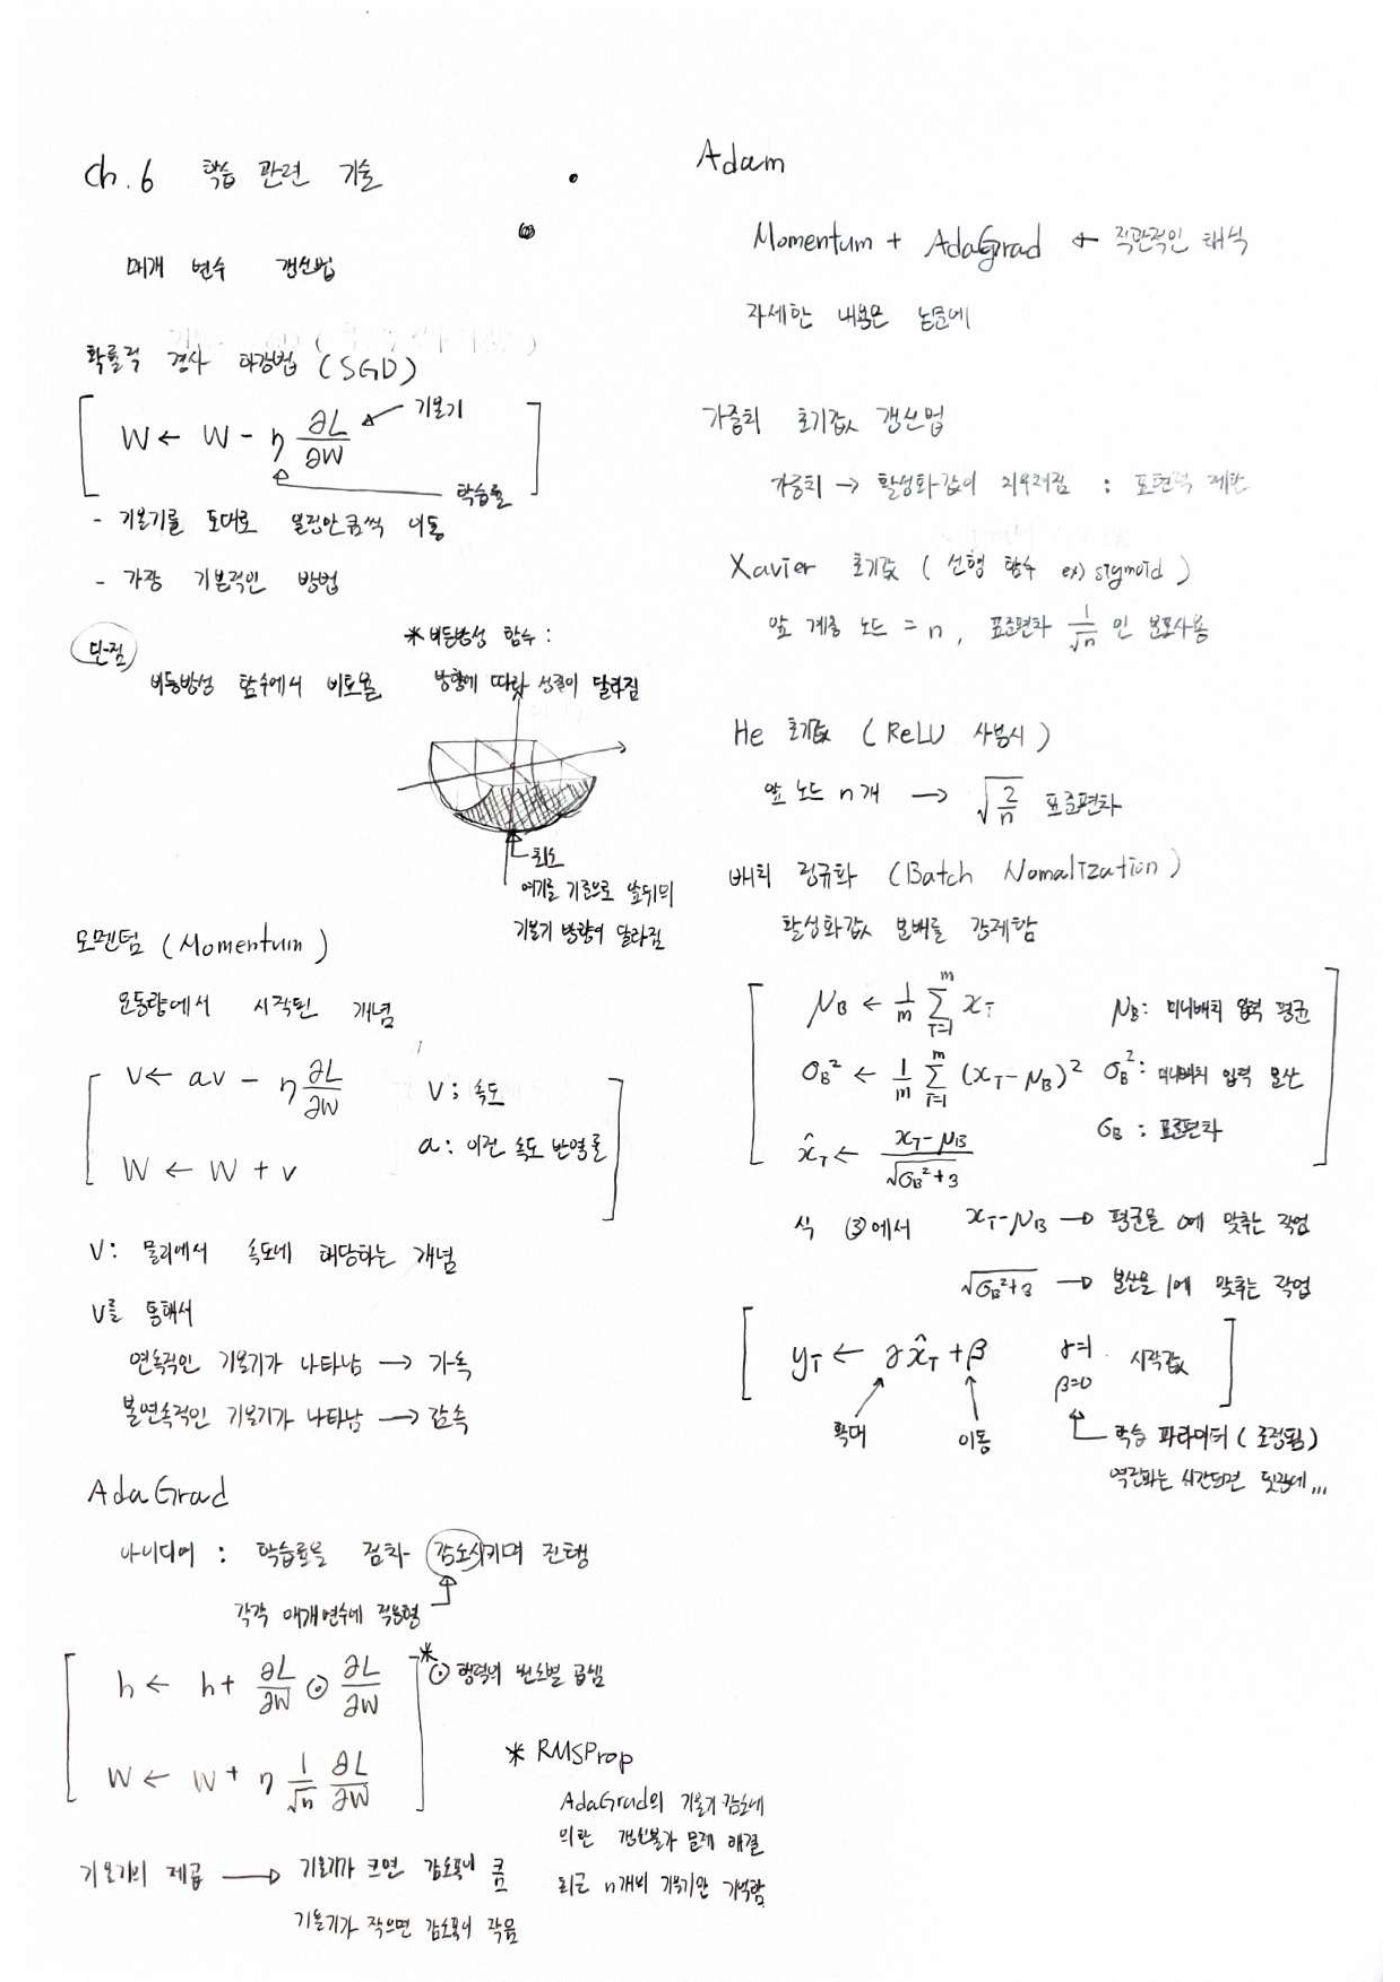 ch.6 학습 관련 기술
매개 변수 갱신법
확률적 경사 하강법 (SGD)
W ← W - η ∂L/∂W ← 기울기
학습률
- 기울기를 토대로 일정만큼씩 이동
- 가장 기본적인 방법
단점
비등방성 함수에서 비효율
* 비등방성 함수 :
방향에 따라 성질이 달라짐
최소
여기를 기준으로 앞뒤의
기울기 방향이 달라짐
모멘텀 (Momentum)
운동량에서 시작된 개념
v ← av - η ∂L/∂W
v ; 속도
W ← W + v
a : 이전 속도 반영률
v : 물리에서 속도에 해당하는 개념
v를 통해서
연속적인 기울기가 나타남 → 가속
불연속적인 기울기가 나타남 → 감속
AdaGrad
아이디어 : 학습률을 점차 감소시키며 진행
각각 매개변수에 적응형
h ← h + ∂L/∂W ⊙ ∂L/∂W
* ⊙ 행렬의 원소별 곱셈
W ← W + η 1/√h ∂L/∂W
기울기의 제곱 → 기울기가 크면 감소폭이 큼
기울기가 작으면 감소폭이 작음
* RMSProp
AdaGrad의 기울기 감소에
의한 갱신불가 문제 해결
최근 n개의 기울기만 기억함
Adam
Momentum + AdaGrad ← 직관적인 해석
자세한 내용은 논문에
가중치 초기값 갱신법
가중치 → 활성화값이 치우쳐짐 : 표현력 제한
Xavier 초기값 ( 선형 함수 ex) sigmoid )
앞 계층 노드 = n , 표준편차 1/√n 인 분포사용
He 초기값 ( ReLU 사용시 )
앞 노드 n개 → √(2/n) 표준편차
배치 정규화 (Batch Nomalization)
활성화값 분배를 강제함
μB ← 1/m Σ(i=1, m) xi
μB : 미니배치 입력 평균
σB² ← 1/m Σ(i=1, m) (xi - μB)²
σB² : 미니배치 입력 분산
x̂i ← (xi - μB)/√(σB² + ε)
σB : 표준편차
식 ③에서 xi - μB → 평균을 0에 맞추는 작업
√(σB² + ε) → 분산을 1에 맞추는 작업
yi ← γx̂i + β
γ=1
β=0
시작값
확대
이동
학습 파라미터 ( 조정됨 )
역전파는 시간되면 뒷장에...